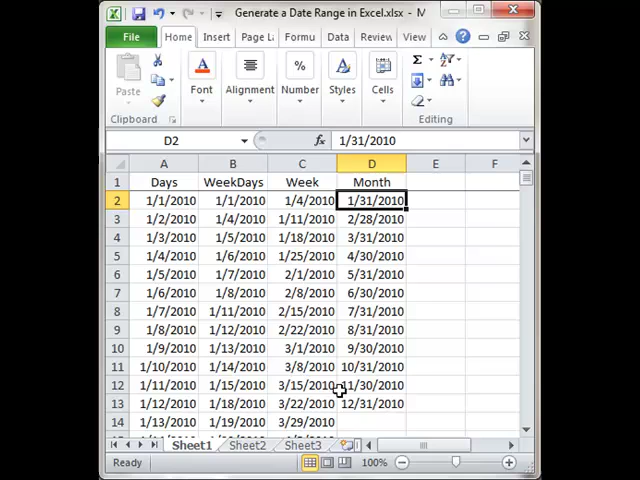 Generate a Date Range in Excel.xlsx - M
File Home Insert Page L Formu Data Review View
Paste Font Alignment Number Styles Cells
Clipboard Editing
D2 fx 1/31/2010
A B C D E F
1 Days WeekDays Week Month
2 1/1/2010 1/1/2010 1/4/2010 1/31/2010
3 1/2/2010 1/4/2010 1/11/2010 2/28/2010
4 1/3/2010 1/5/2010 1/18/2010 3/31/2010
5 1/4/2010 1/6/2010 1/25/2010 4/30/2010
6 1/5/2010 1/7/2010 2/1/2010 5/31/2010
7 1/6/2010 1/8/2010 2/8/2010 6/30/2010
8 1/7/2010 1/11/2010 2/15/2010 7/31/2010
9 1/8/2010 1/12/2010 2/22/2010 8/31/2010
10 1/9/2010 1/13/2010 3/1/2010 9/30/2010
11 1/10/2010 1/14/2010 3/8/2010 10/31/2010
12 1/11/2010 1/15/2010 3/15/2010 11/30/2010
13 1/12/2010 1/18/2010 3/22/2010 12/31/2010
14 1/13/2010 1/19/2010 3/29/2010
Sheet1 Sheet2 Sheet3
Ready 100%